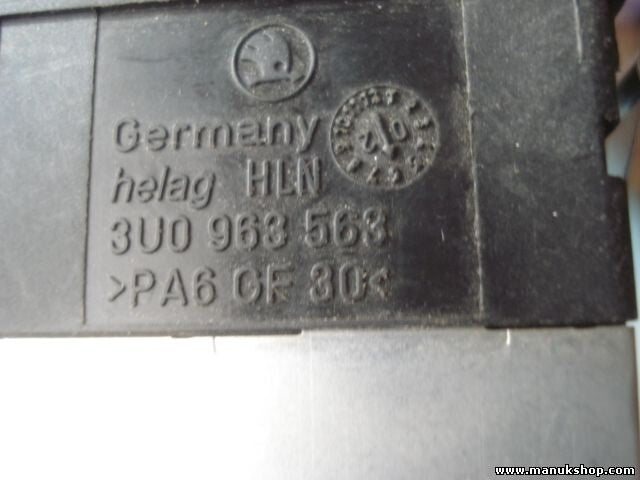 Germany
helag HLN
3U0 963 563
>PA6 GF 30<
www.manukshop.com